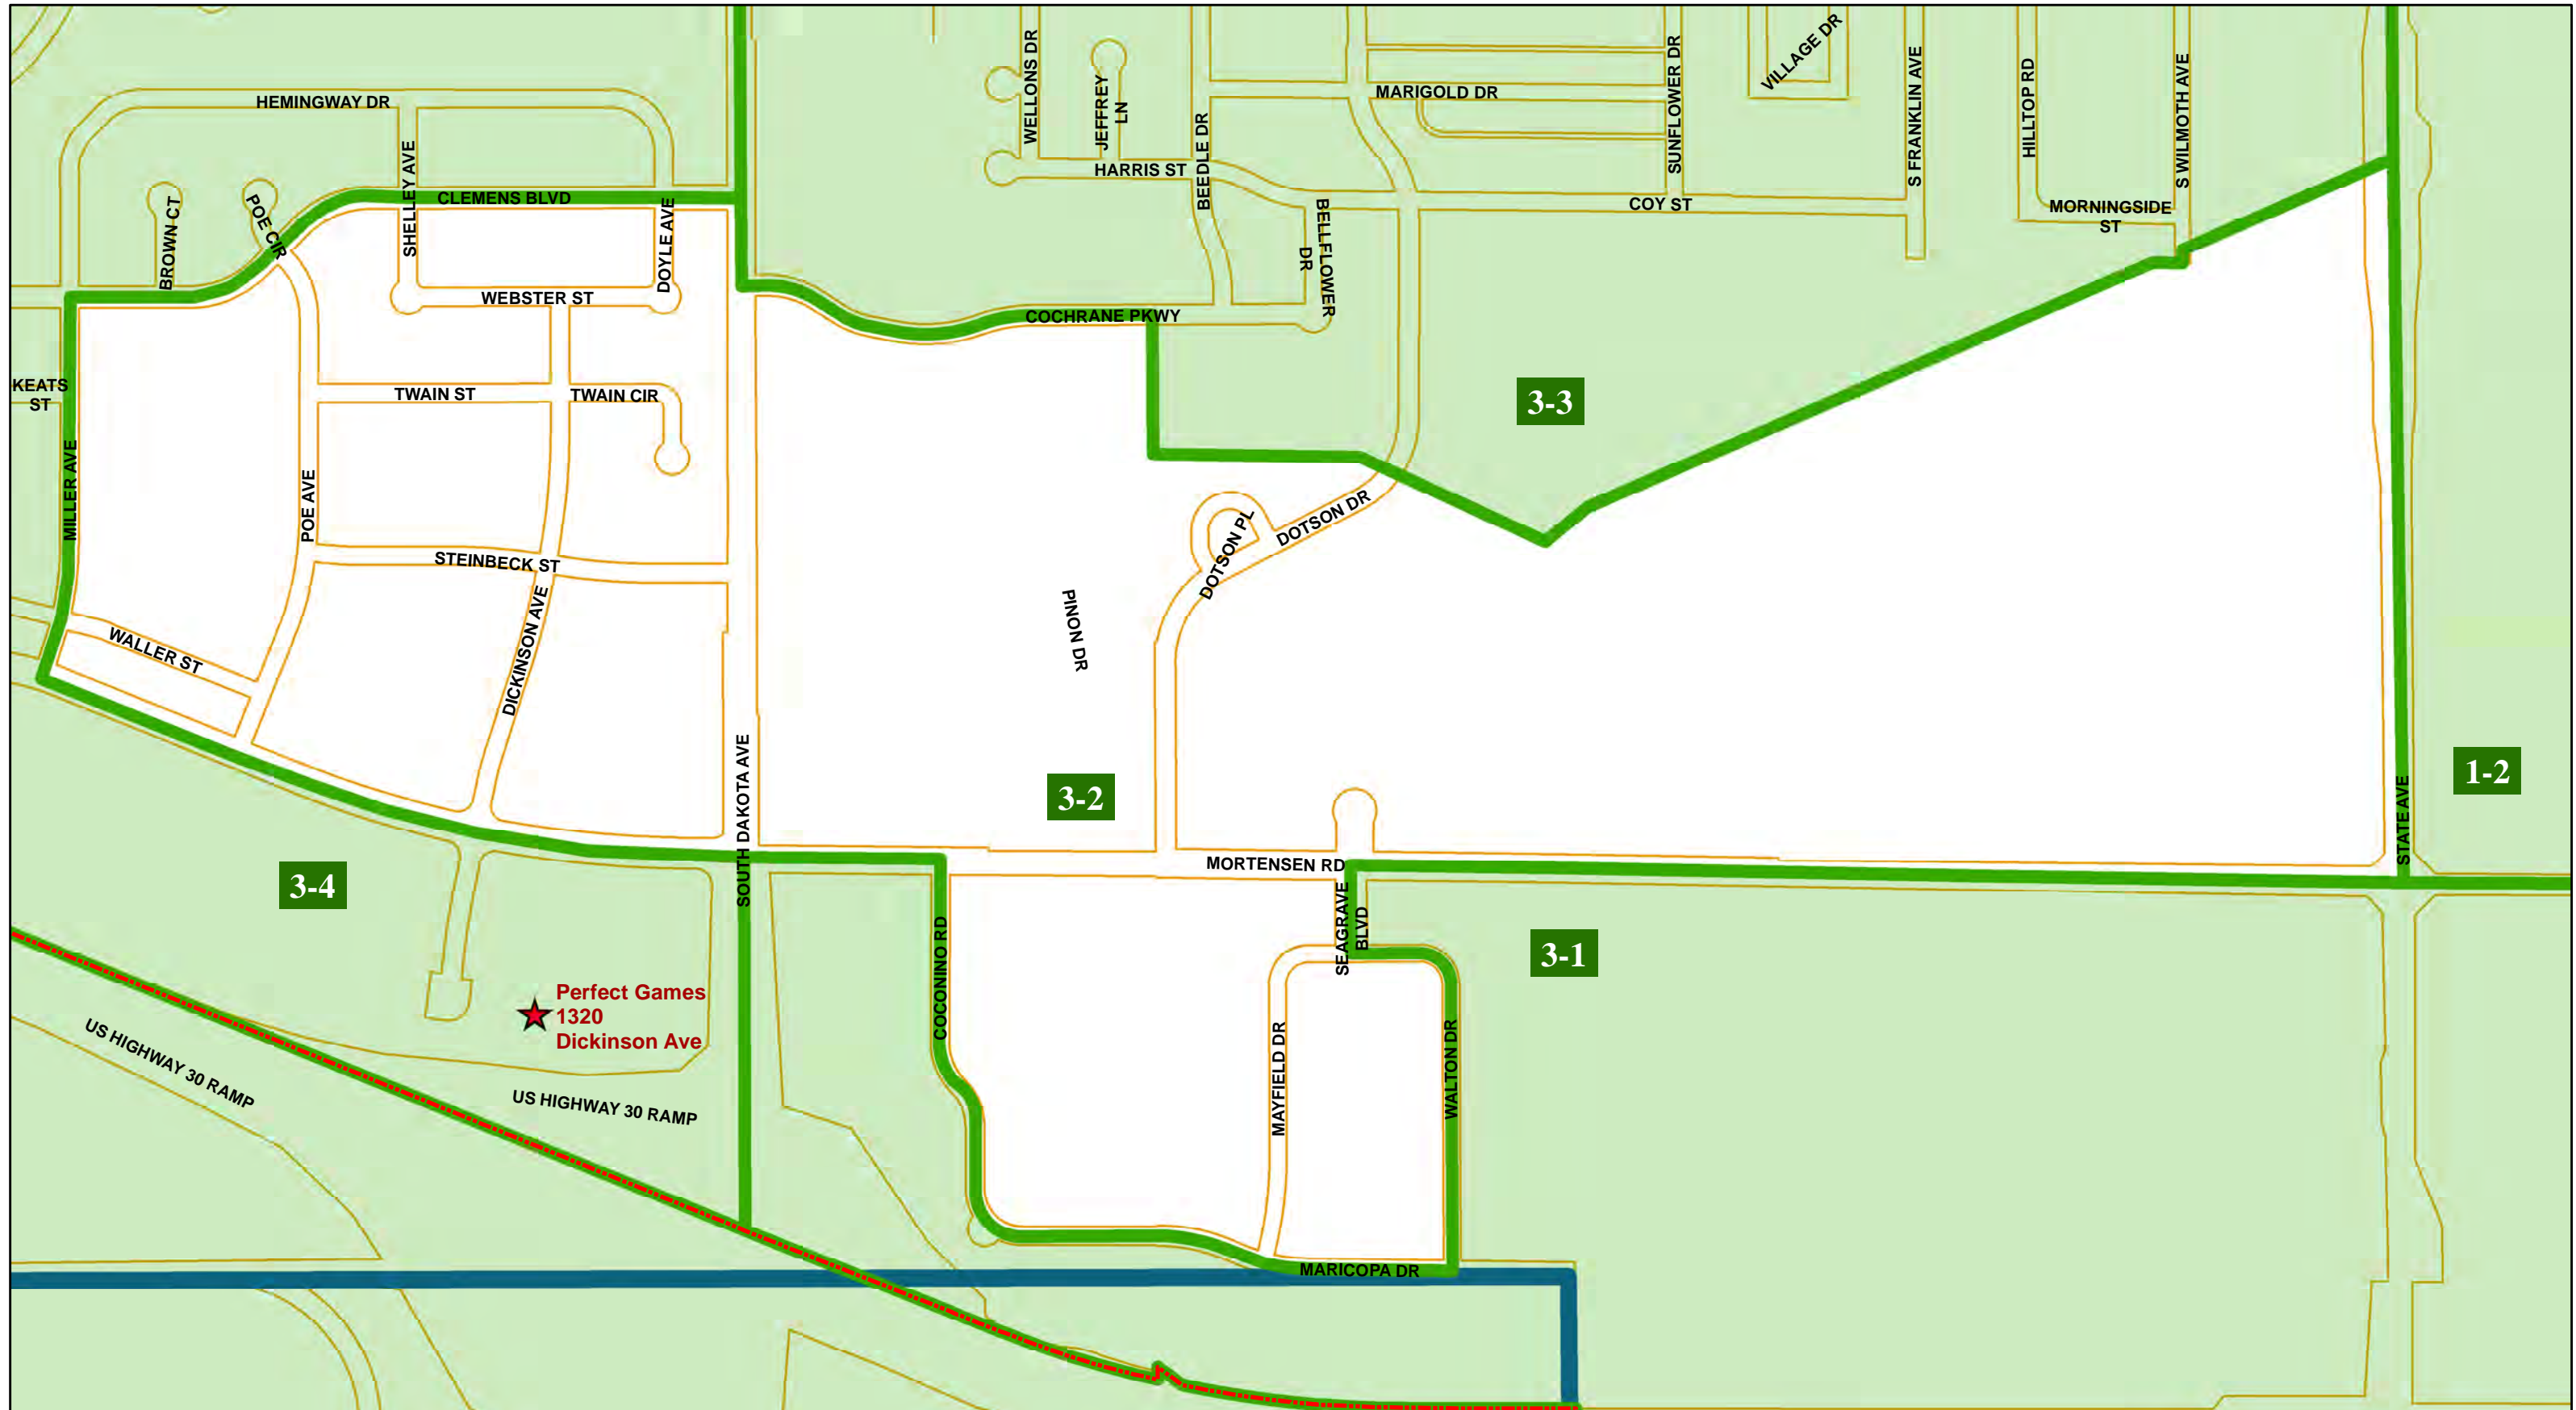 HEMINGWAY DR
SHELLEY AVE
BROWN CT
POE CIR
CLEMENS BLVD
DOYLE AVE
WEBSTER ST
KEATS
ST
TWAIN ST
TWAIN CIR
MILLER AVE
POE AVE
STEINBECK ST
DICKINSON AVE
WALLER ST
SOUTH DAKOTA AVE
WELLONS DR
JEFFREY
LN
BEEDLE DR
HARRIS ST
MARIGOLD DR
SUNFLOWER DR
VILLAGE DR
S FRANKLIN AVE
HILLTOP RD
S WILMOTH AVE
COY ST
MORNINGSIDE
ST
BELLFLOWER
DR
COCHRANE PKWY
3-3
DOTSON DR
DOTSON PL
PINON DR
3-2
1-2
STATE AVE
MORTENSEN RD
3-4
SEAGRAVE
BLVD
3-1
COCONINO RD
Perfect Games
1320
Dickinson Ave
MAYFIELD DR
WALTON DR
US HIGHWAY 30 RAMP
US HIGHWAY 30 RAMP
MARICOPA DR